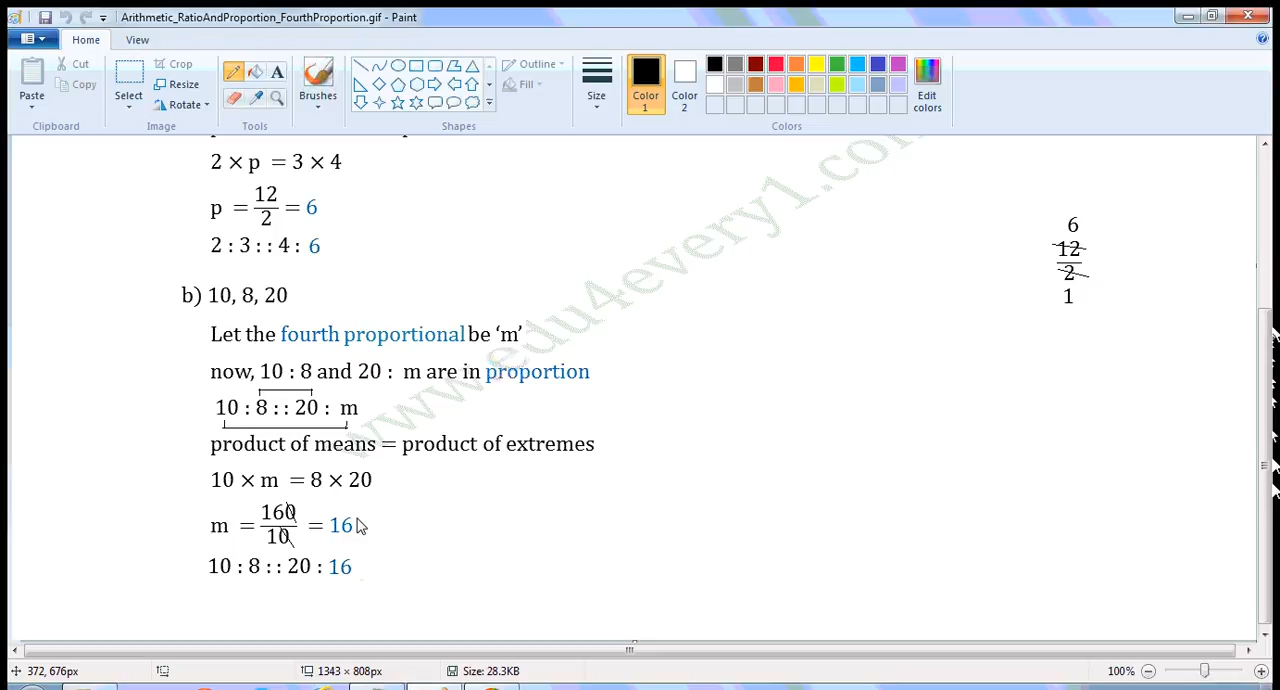 Arithmetic_RatioAndProportion_FourthProportion.gif - Paint
Home View
Paste Cut Copy
Select Crop Resize Rotate
Brushes
Outline Fill
Size
Color 1
Color 2
Edit colors
Clipboard Image Tools Shapes Colors
2 × p = 3 × 4
p = 12/2 = 6
2 : 3 : : 4 : 6
6
12
2
1
b) 10, 8, 20
Let the fourth proportional be ‘m’
now, 10 : 8 and 20 : m are in proportion
10 : 8 : : 20 : m
product of means = product of extremes
10 × m = 8 × 20
m = 160/10 = 16
10 : 8 : : 20 : 16
www.edu4every1.com
372, 676px 1343 × 808px Size: 28.3KB 100%